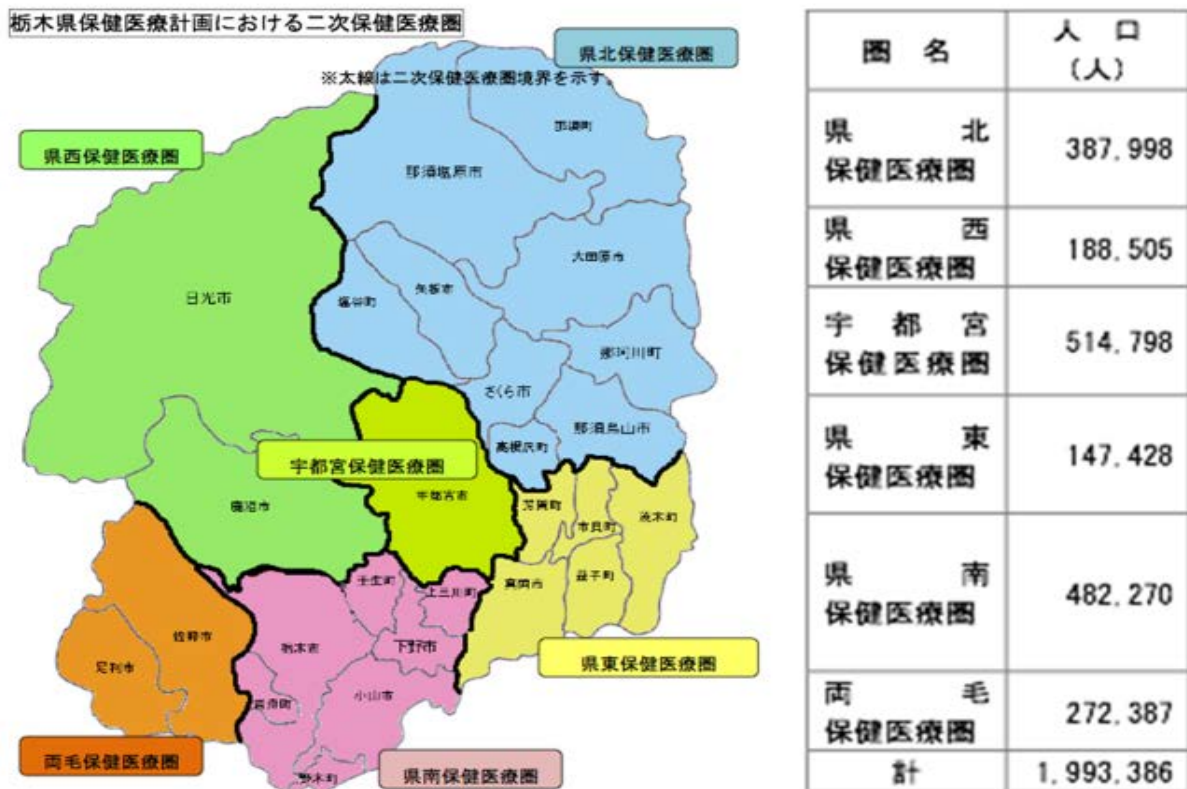 栃木県保健医療計画における二次保健医療圏
県北保健医療圏
※太線は二次保健医療圏境界を示す。
県西保健医療圏
那須町
那須塩原市
大田原市
日光市
塩谷町
矢板市
那珂川町
さくら市
那須烏山市
高根沢町
宇都宮保健医療圏
宇都宮市
鹿沼市
芳賀町
市貝町
茂木町
真岡市
益子町
壬生町
上三川町
佐野市
栃木市
下野市
足利市
県東保健医療圏
岩舟町
小山市
両毛保健医療圏
野木町
県南保健医療圏
圏名 人口
(人)
県北
保健医療圏 387,998
県西
保健医療圏 188,505
宇都宮
保健医療圏 514,798
県東
保健医療圏 147,428
県南
保健医療圏 482,270
両毛
保健医療圏 272,387
計 1,993,386